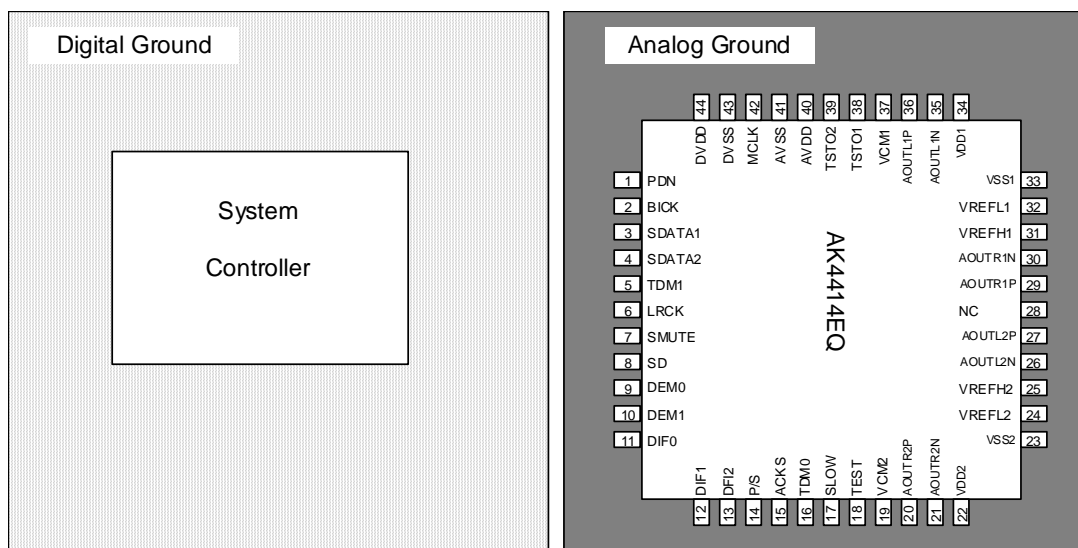 Digital Ground
System
Controller
Analog Ground
44 43 42 41 40 39 38 37 36 35 34
DVDD DVSS MCLK AVSS AVDD TSTO2 TSTO1 VCM1 AOUTL1P AOUTL1N VDD1
1 PDN
2 BICK
3 SDATA1
4 SDATA2
5 TDM1
6 LRCK
7 SMUTE
8 SD
9 DEM0
10 DEM1
11 DIF0
AK4414EQ
VSS1 33
VREFL1 32
VREFH1 31
AOUTR1N 30
AOUTR1P 29
NC 28
AOUTL2P 27
AOUTL2N 26
VREFH2 25
VREFL2 24
VSS2 23
DIF1 DFI2 P/S ACKS TDM0 SLOW TEST VCM2 AOUTR2P AOUTR2N VDD2
12 13 14 15 16 17 18 19 20 21 22